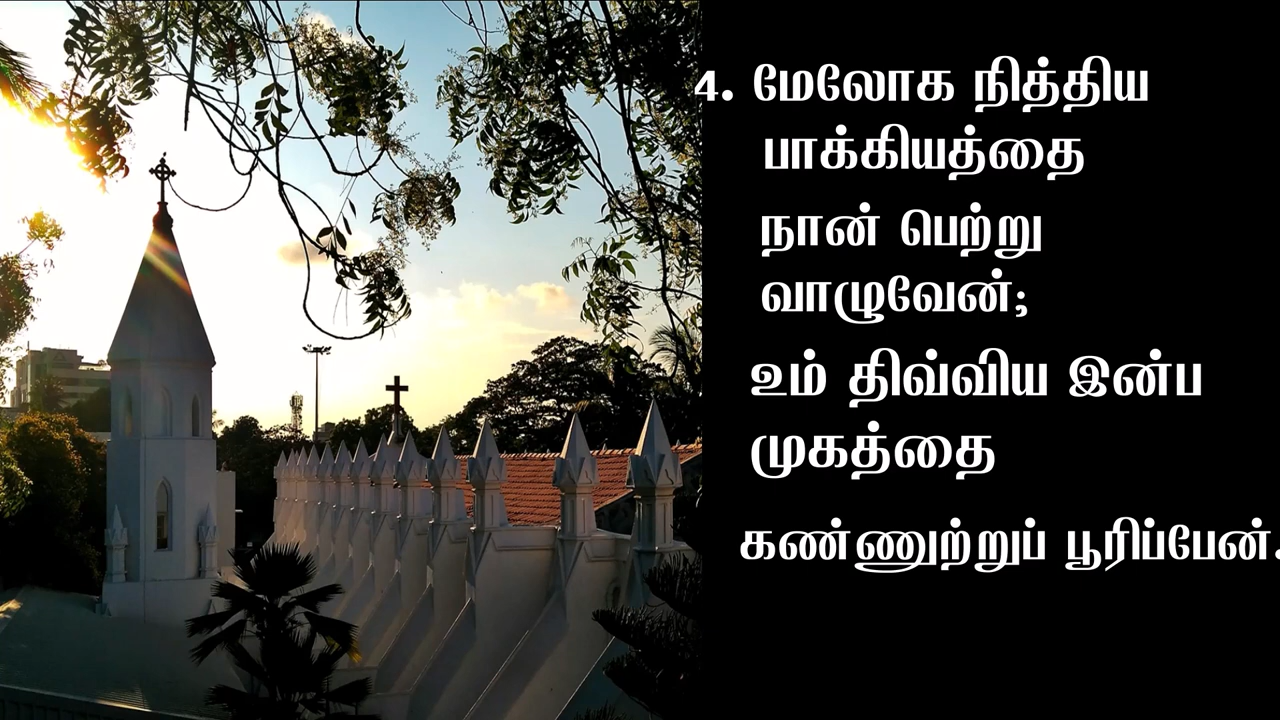 4. மேலோக நித்திய
பாக்கியத்தை
நான் பெற்று
வாழுவேன்;
உம் திவ்விய இன்ப
முகத்தை
கண்ணுற்றுப் பூரிப்பேன்.